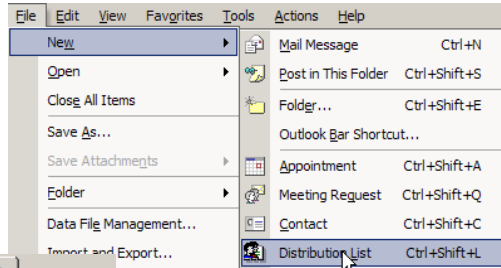 File Edit View Favorites Tools Actions Help
New
Open
Close All Items
Save As...
Save Attachments
Folder
Data File Management...
Import and Export...
Mail Message Ctrl+N
Post in This Folder Ctrl+Shift+S
Folder... Ctrl+Shift+E
Outlook Bar Shortcut...
Appointment Ctrl+Shift+A
Meeting Request Ctrl+Shift+Q
Contact Ctrl+Shift+C
Distribution List Ctrl+Shift+L